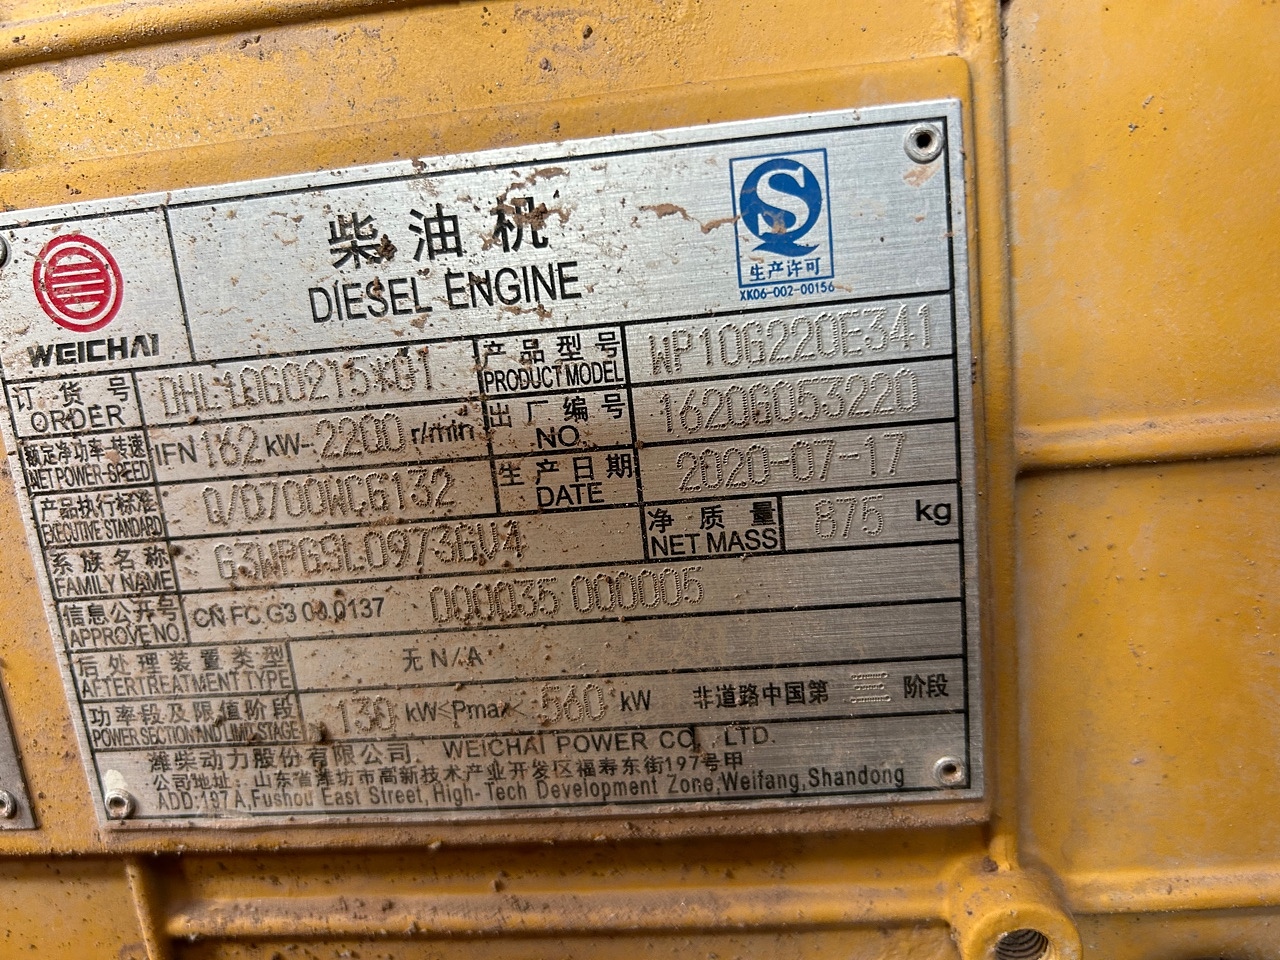 WEICHAI
柴油机
DIESEL ENGINE
生产许可
XK06-002-00156
订货号 ORDER DHL10G0215*01
产品型号 PRODUCT MODEL WP10G220E341
额定净功率-转速 NET POWER-SPEED IFN 162 kW-2200 r/min
出厂编号 NO. 1620G053220
产品执行标准 EXECUTIVE STANDARD Q/0700WCG132
生产日期 DATE 2020-07-17
系族名称 FAMILY NAME G3WPGSL0973GV4
净质量 NET MASS 875 kg
信息公开号 APPROVE NO. CN FC G3 00 0137 000035 000005
后处理装置类型 AFTERTREATMENT TYPE 无 N/A
功率段及限值阶段 POWER SECTION AND LIMIT STAGE 130 kW≤Pmax≤560 kW 非道路中国第三阶段
潍柴动力股份有限公司. WEICHAI POWER CO., LTD.
公司地址: 山东省潍坊市高新技术产业开发区福寿东街197号甲
ADD:197 A,Fushou East Street,High-Tech Development Zone,Weifang,Shandong